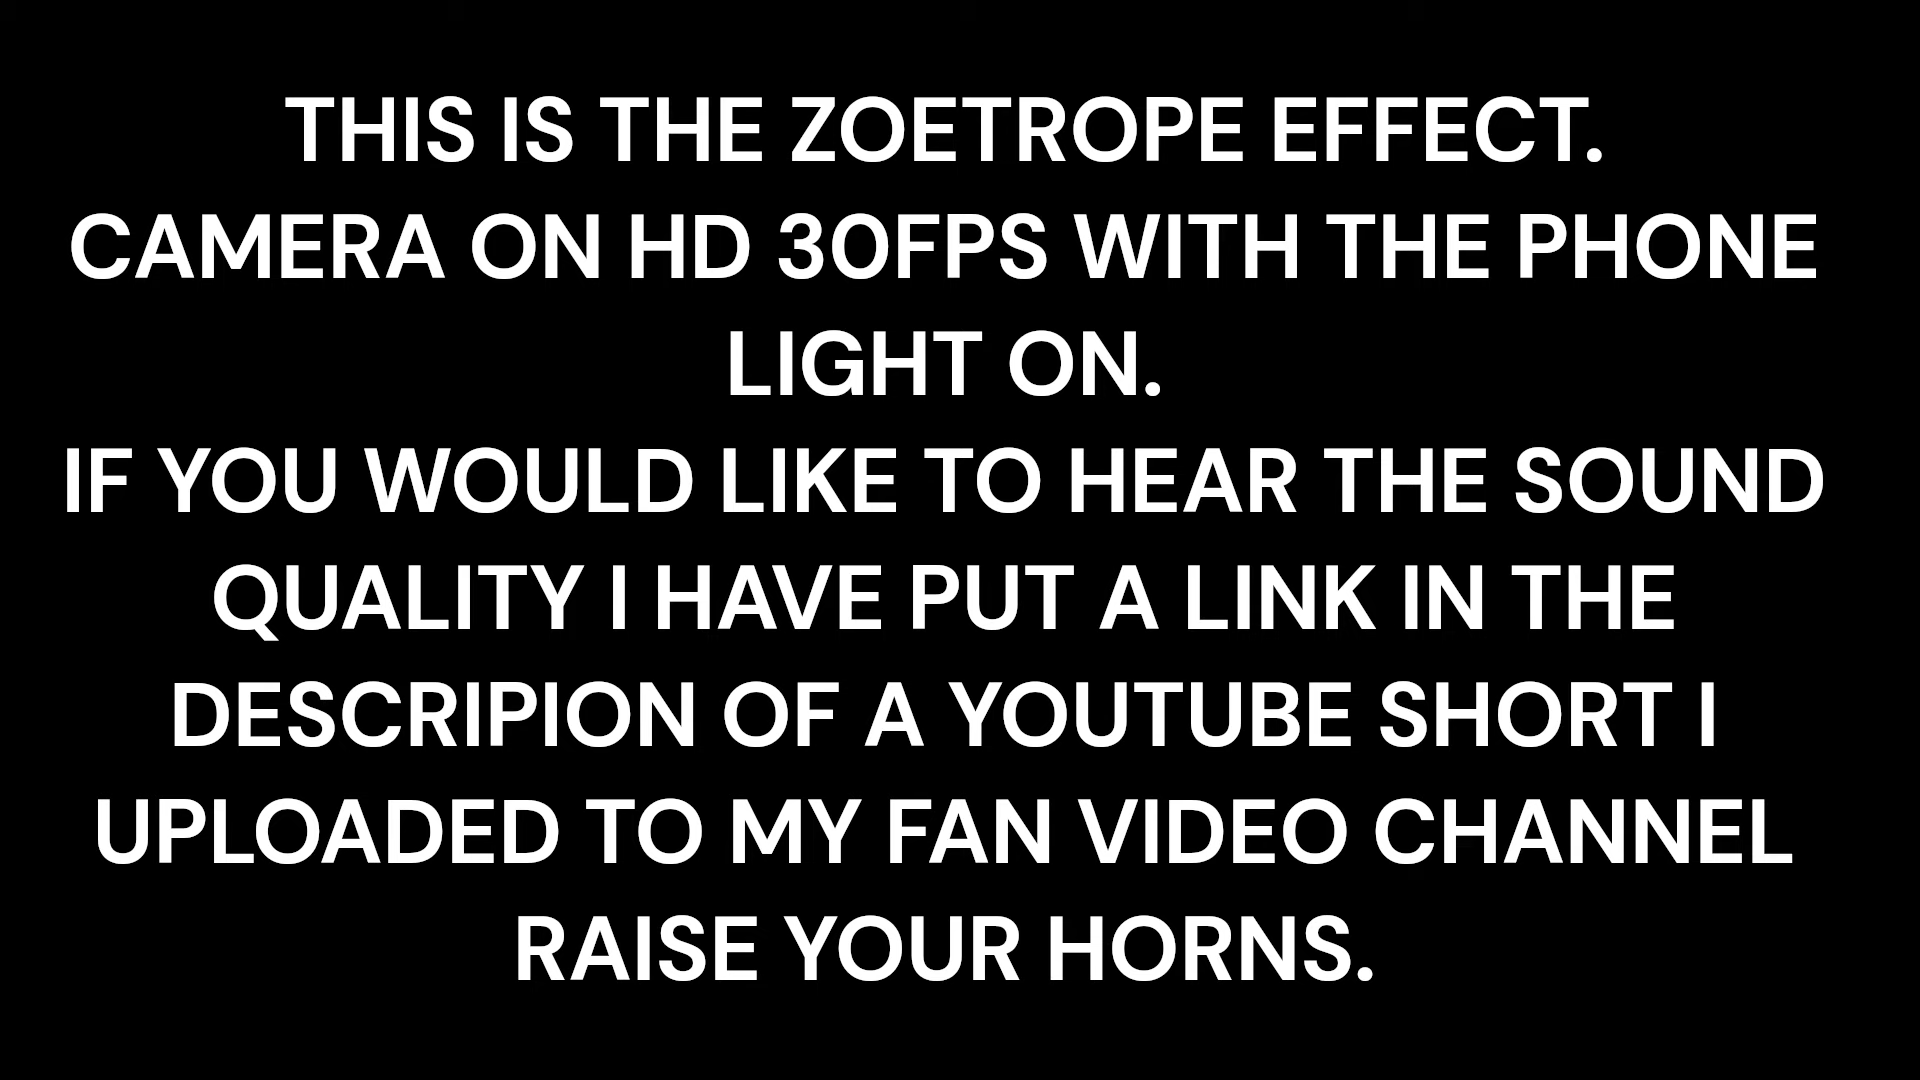 THIS IS THE ZOETROPE EFFECT.
CAMERA ON HD 30FPS WITH THE PHONE
LIGHT ON.
IF YOU WOULD LIKE TO HEAR THE SOUND
QUALITY I HAVE PUT A LINK IN THE
DESCRIPION OF A YOUTUBE SHORT I
UPLOADED TO MY FAN VIDEO CHANNEL
RAISE YOUR HORNS.